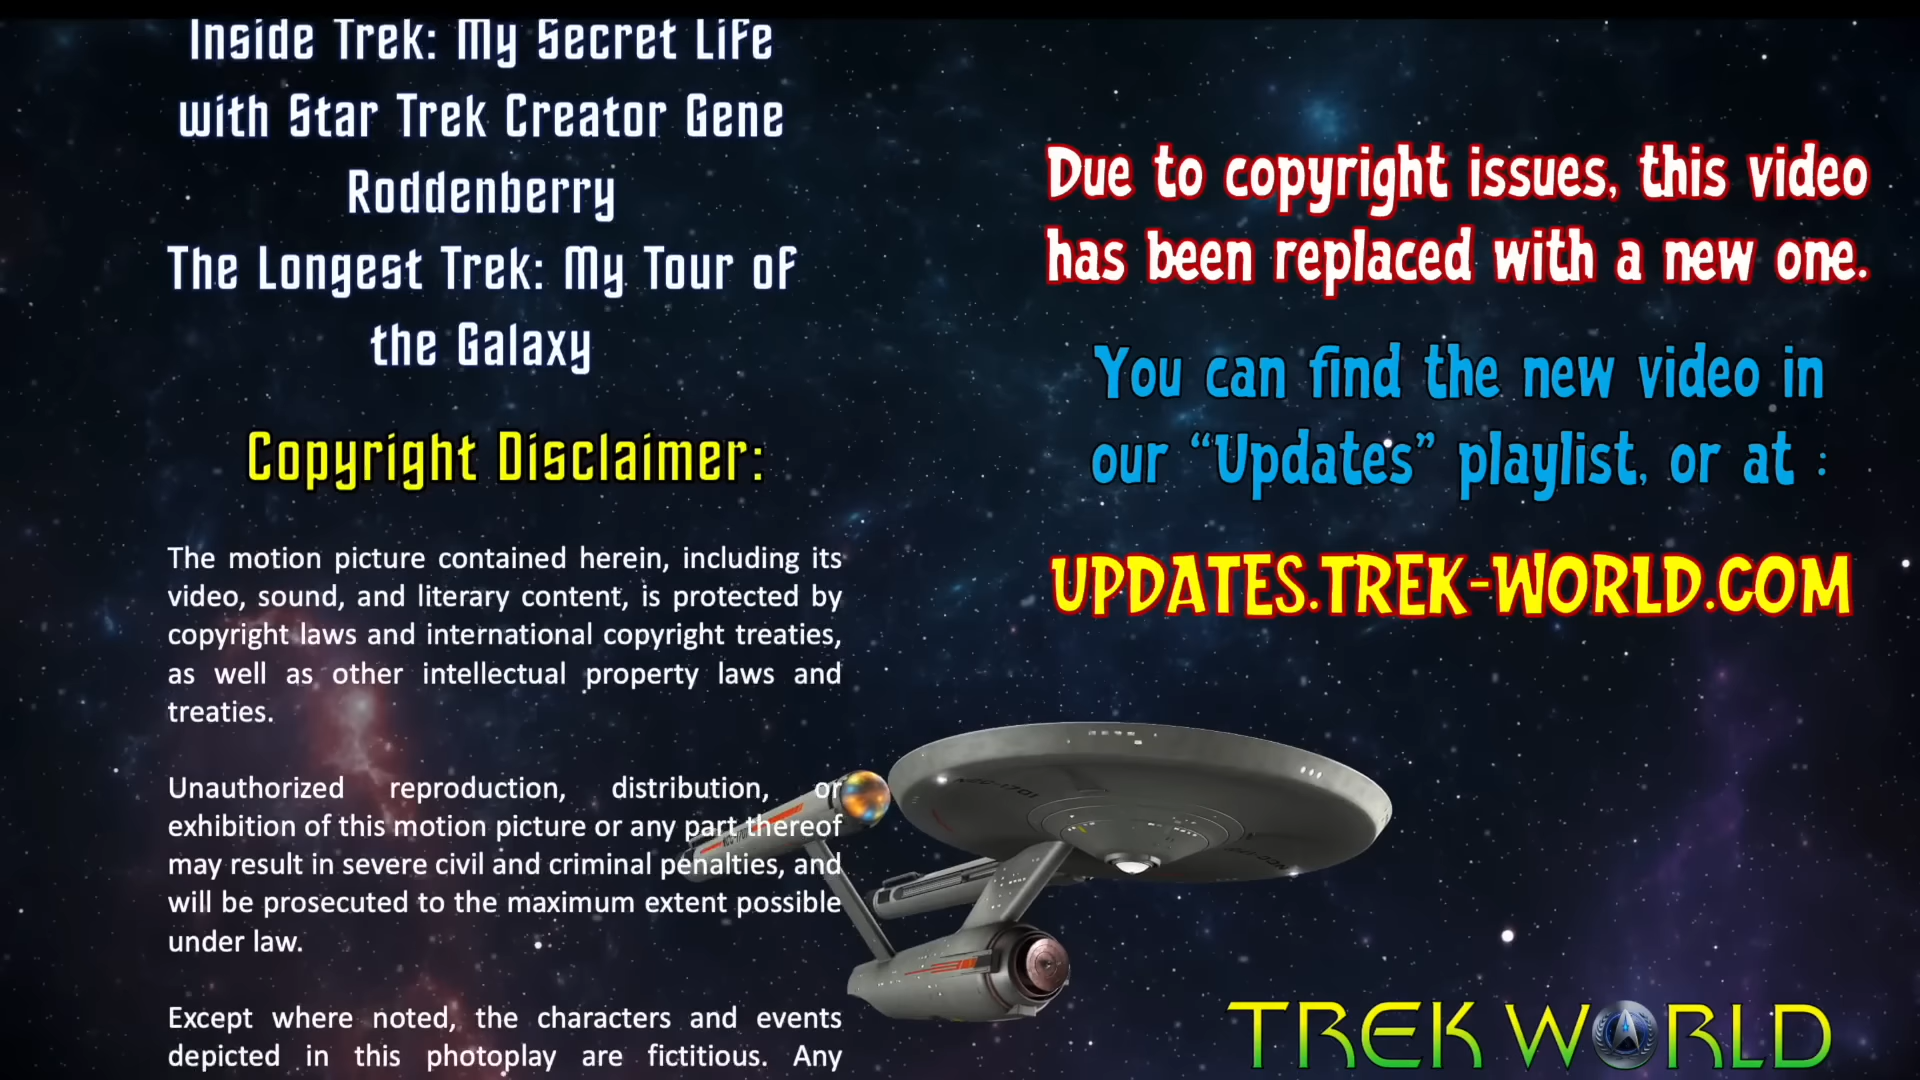 Inside Trek: My Secret Life
with Star Trek Creator Gene
Roddenberry
The Longest Trek: My Tour of
the Galaxy
Copyright Disclaimer:
The motion picture contained herein, including its
video, sound, and literary content, is protected by
copyright laws and international copyright treaties,
as well as other intellectual property laws and
treaties.
Unauthorized reproduction, distribution, or
exhibition of this motion picture or any part thereof
may result in severe civil and criminal penalties, and
will be prosecuted to the maximum extent possible
under law.
Except where noted, the characters and events
depicted in this photoplay are fictitious. Any
Due to copyright issues, this video
has been replaced with a new one.
You can find the new video in
our “Updates” playlist, or at :
UPDATES.TREK-WORLD.COM
NCC-1701
TREK WORLD